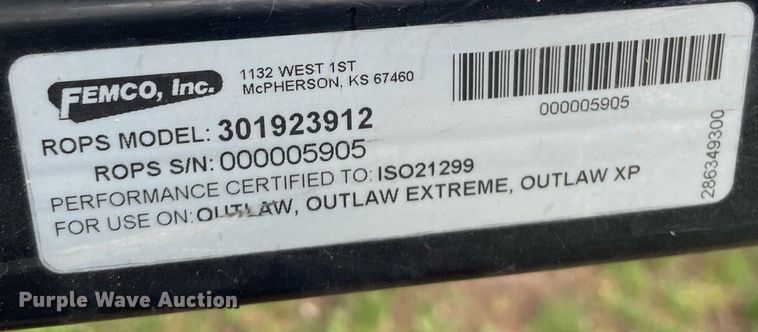 FEMCO, Inc.
1132 WEST 1ST
McPHERSON, KS 67460
000005905
ROPS MODEL: 301923912
ROPS S/N: 000005905
PERFORMANCE CERTIFIED TO: ISO21299
FOR USE ON: OUTLAW, OUTLAW EXTREME, OUTLAW XP
286349300
Purple Wave Auction